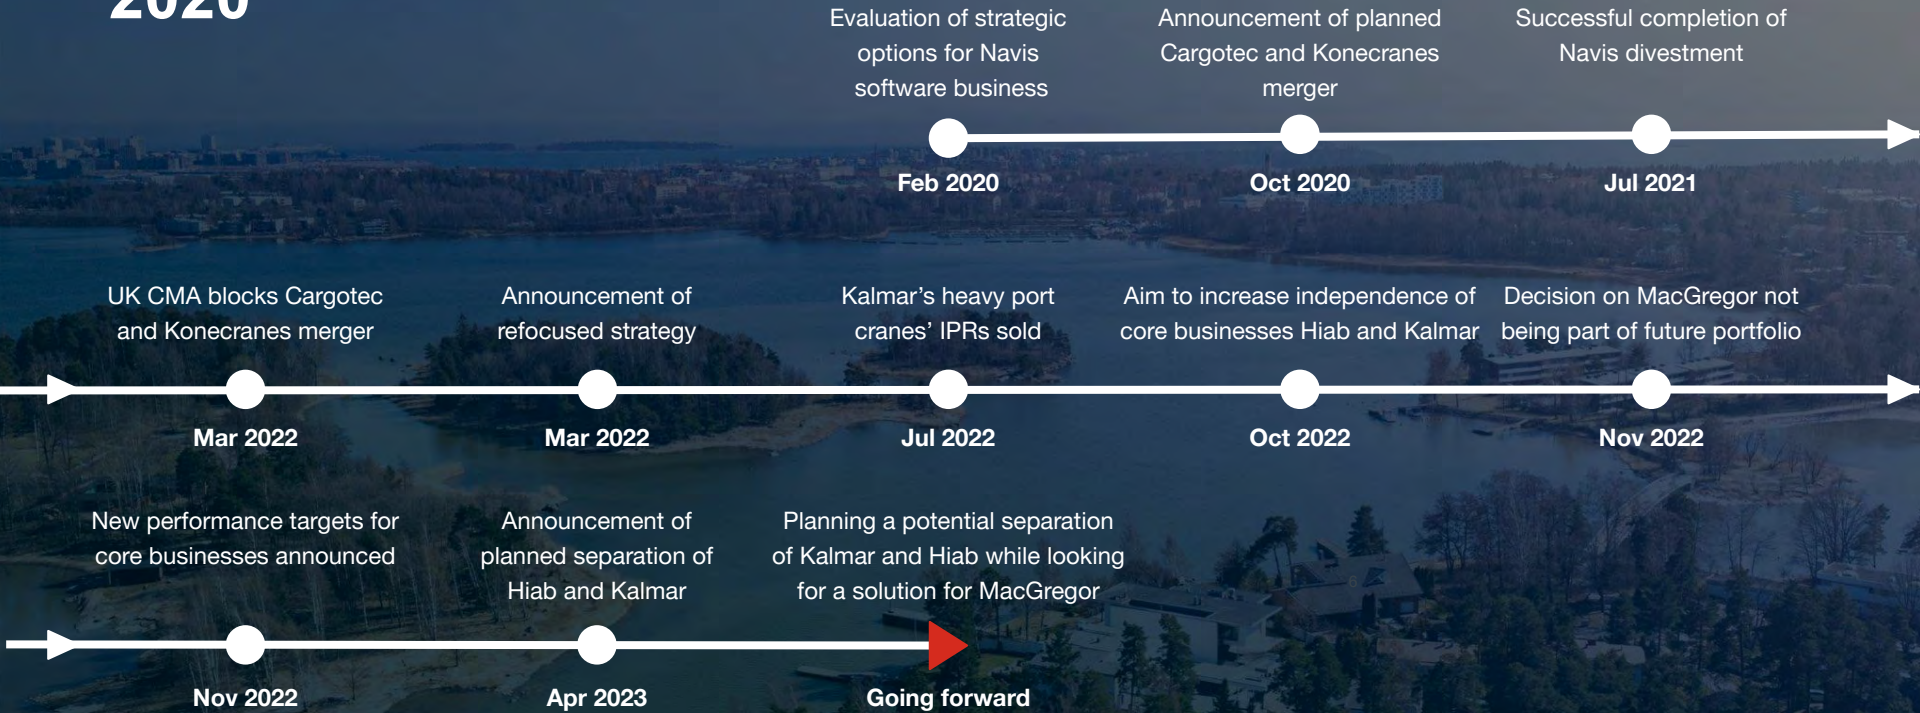 2020
Evaluation of strategic
options for Navis
software business
Feb 2020
Announcement of planned
Cargotec and Konecranes
merger
Oct 2020
Successful completion of
Navis divestment
Jul 2021
UK CMA blocks Cargotec
and Konecranes merger
Mar 2022
Announcement of
refocused strategy
Mar 2022
Kalmar’s heavy port
cranes’ IPRs sold
Jul 2022
Aim to increase independence of
core businesses Hiab and Kalmar
Oct 2022
Decision on MacGregor not
being part of future portfolio
Nov 2022
New performance targets for
core businesses announced
Nov 2022
Announcement of
planned separation of
Hiab and Kalmar
Apr 2023
Planning a potential separation
of Kalmar and Hiab while looking
for a solution for MacGregor
Going forward